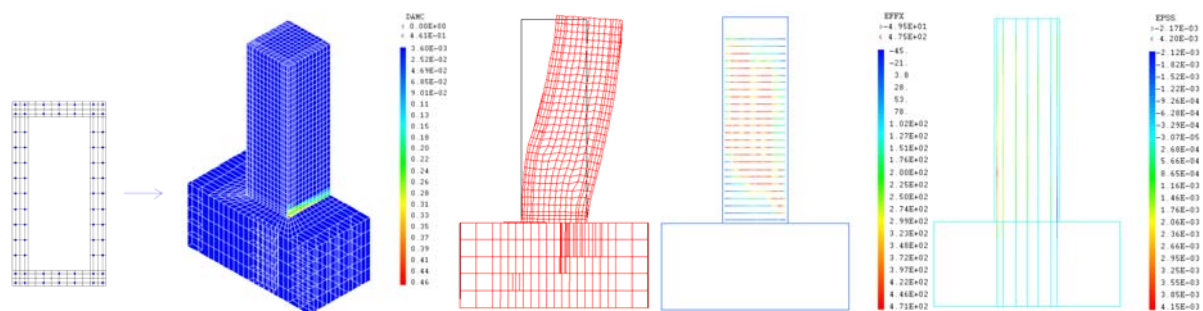 DAMC
> 0.00E+00
< 4.61E-01
3.60E-03
2.52E-02
4.69E-02
6.85E-02
9.01E-02
0.11
0.13
0.15
0.18
0.20
0.22
0.24
0.26
0.28
0.31
0.33
0.35
0.37
0.39
0.41
0.44
0.46
EFFX
>-4.95E+01
< 4.75E+02
-45.
-21.
3.8
28.
53.
78.
1.02E+02
1.27E+02
1.51E+02
1.76E+02
2.00E+02
2.25E+02
2.50E+02
2.74E+02
2.99E+02
3.23E+02
3.48E+02
3.72E+02
3.97E+02
4.22E+02
4.46E+02
4.71E+02
EPSS
>-2.17E-03
< 4.20E-03
-2.12E-03
-1.82E-03
-1.52E-03
-1.22E-03
-9.26E-04
-6.28E-04
-3.29E-04
-3.07E-05
2.68E-04
5.66E-04
8.65E-04
1.16E-03
1.46E-03
1.76E-03
2.06E-03
2.36E-03
2.66E-03
2.95E-03
3.25E-03
3.55E-03
3.85E-03
4.15E-03